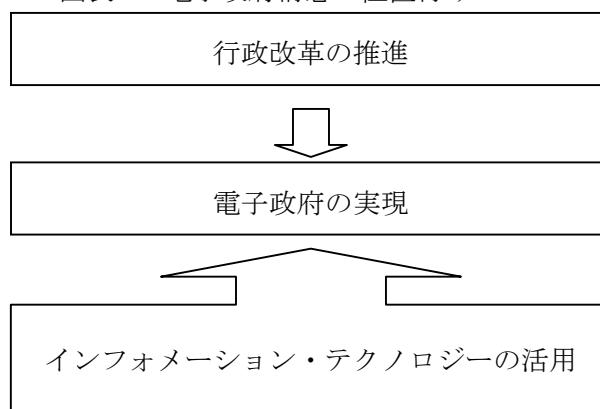 行政改革の推進
電子政府の実現
インフォメーション・テクノロジーの活用